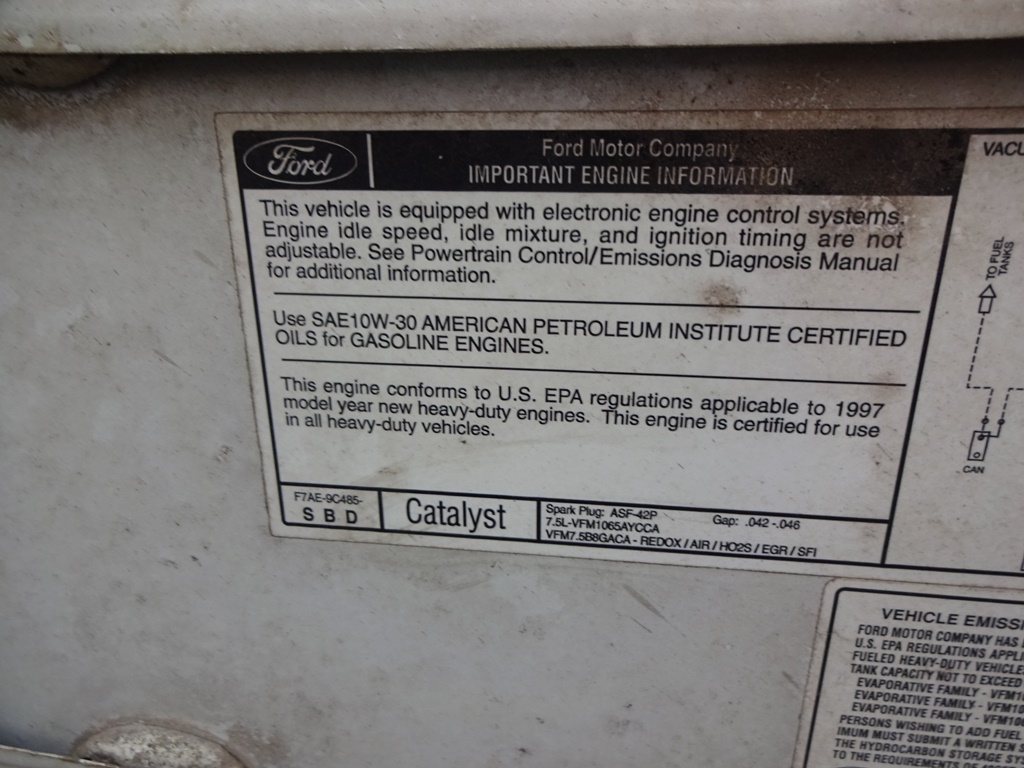 Ford
Ford Motor Company
IMPORTANT ENGINE INFORMATION
This vehicle is equipped with electronic engine control systems.
Engine idle speed, idle mixture, and ignition timing are not
adjustable. See Powertrain Control/Emissions Diagnosis Manual
for additional information.
Use SAE10W-30 AMERICAN PETROLEUM INSTITUTE CERTIFIED
OILS for GASOLINE ENGINES.
This engine conforms to U.S. EPA regulations applicable to 1997
model year new heavy-duty engines. This engine is certified for use
in all heavy-duty vehicles.
F7AE-9C485-
S B D
Catalyst
Spark Plug: ASF-42P Gap: .042 -.046
7.5L-VFM1065AYCCA
VFM7.5B8GACA - REDOX / AIR / HO2S / EGR / SFI
VACU
TO FUEL
TANKS
CAN
VEHICLE EMISSI
FORD MOTOR COMPANY HAS
U.S. EPA REGULATIONS APPLI
FUELED HEAVY-DUTY VEHICLE
TANK CAPACITY NOT TO EXCEED
EVAPORATIVE FAMILY - VFM10
EVAPORATIVE FAMILY - VFM10
EVAPORATIVE FAMILY - VFM10
PERSONS WISHING TO ADD FUEL
IMUM MUST SUBMIT A WRITTEN S
THE HYDROCARBON STORAGE SYS
TO THE REQUIREMENTS OF